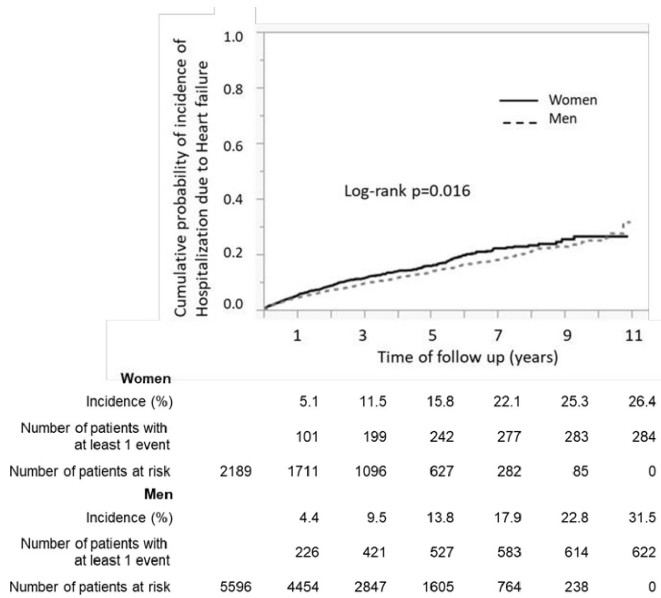 Cumulative probability of incidence of
Hospitalization due to Heart failure
1.0
0.8
0.6
0.4
0.2
0.0
Women
Men
Log-rank p=0.016
1 3 5 7 9 11
Time of follow up (years)
Women
Incidence (%) 5.1 11.5 15.8 22.1 25.3 26.4
Number of patients with
at least 1 event 101 199 242 277 283 284
Number of patients at risk 2189 1711 1096 627 282 85 0
Men
Incidence (%) 4.4 9.5 13.8 17.9 22.8 31.5
Number of patients with
at least 1 event 226 421 527 583 614 622
Number of patients at risk 5596 4454 2847 1605 764 238 0